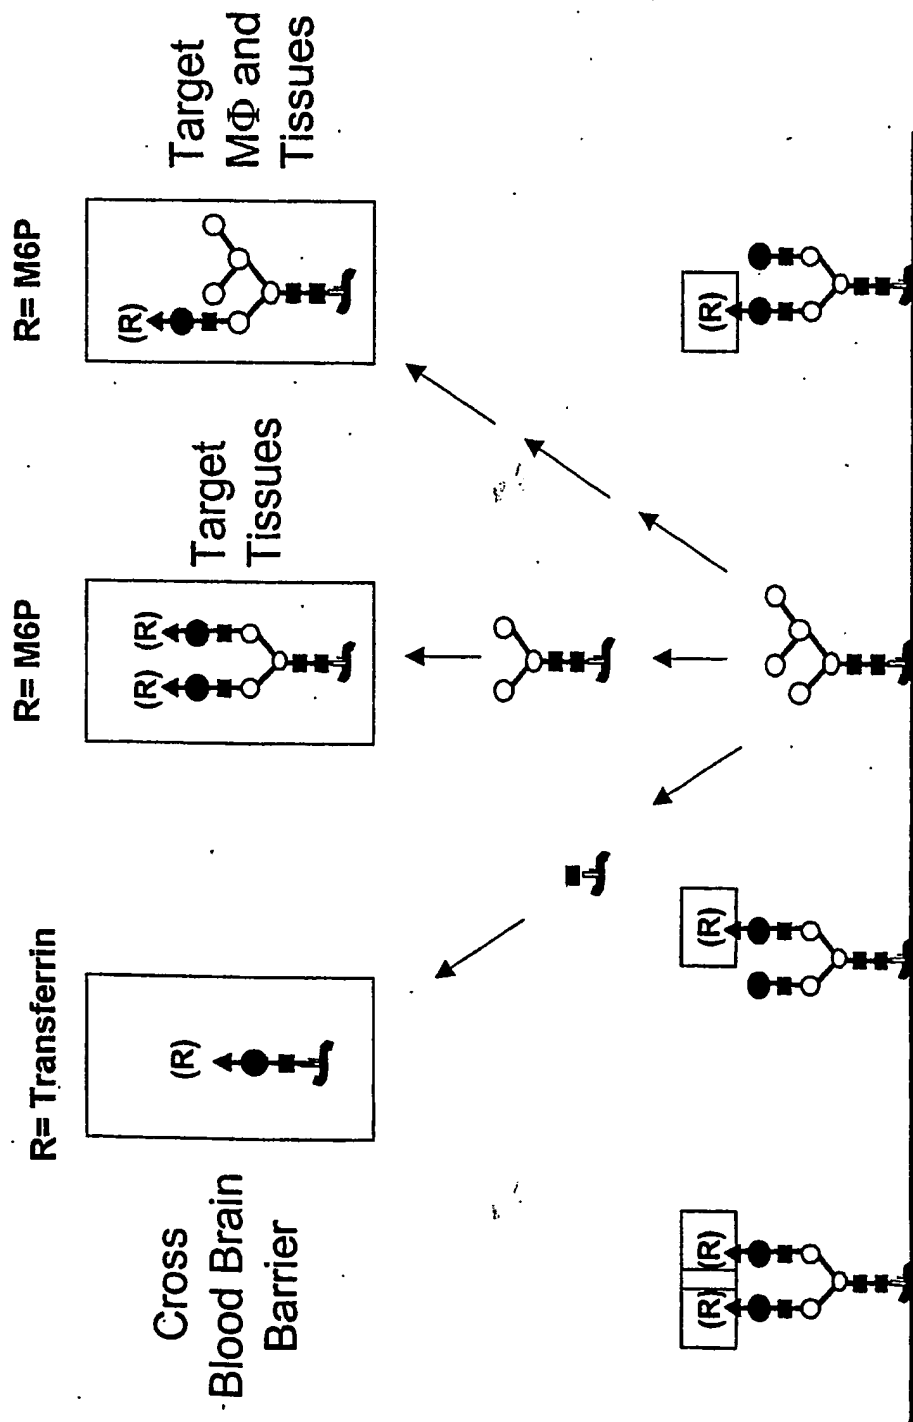 R= Transferrin
R= M6P
R= M6P
Cross
Blood Brain
Barrier
(R)
(R)
(R)
Target
Tissues
(R)
Target
MΦ and
Tissues
(R)
(R)
(R)
(R)